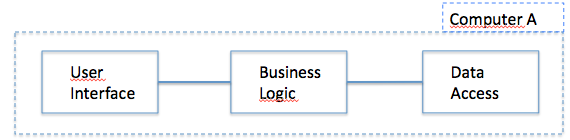 Computer A
User
Interface
Business
Logic
Data
Access